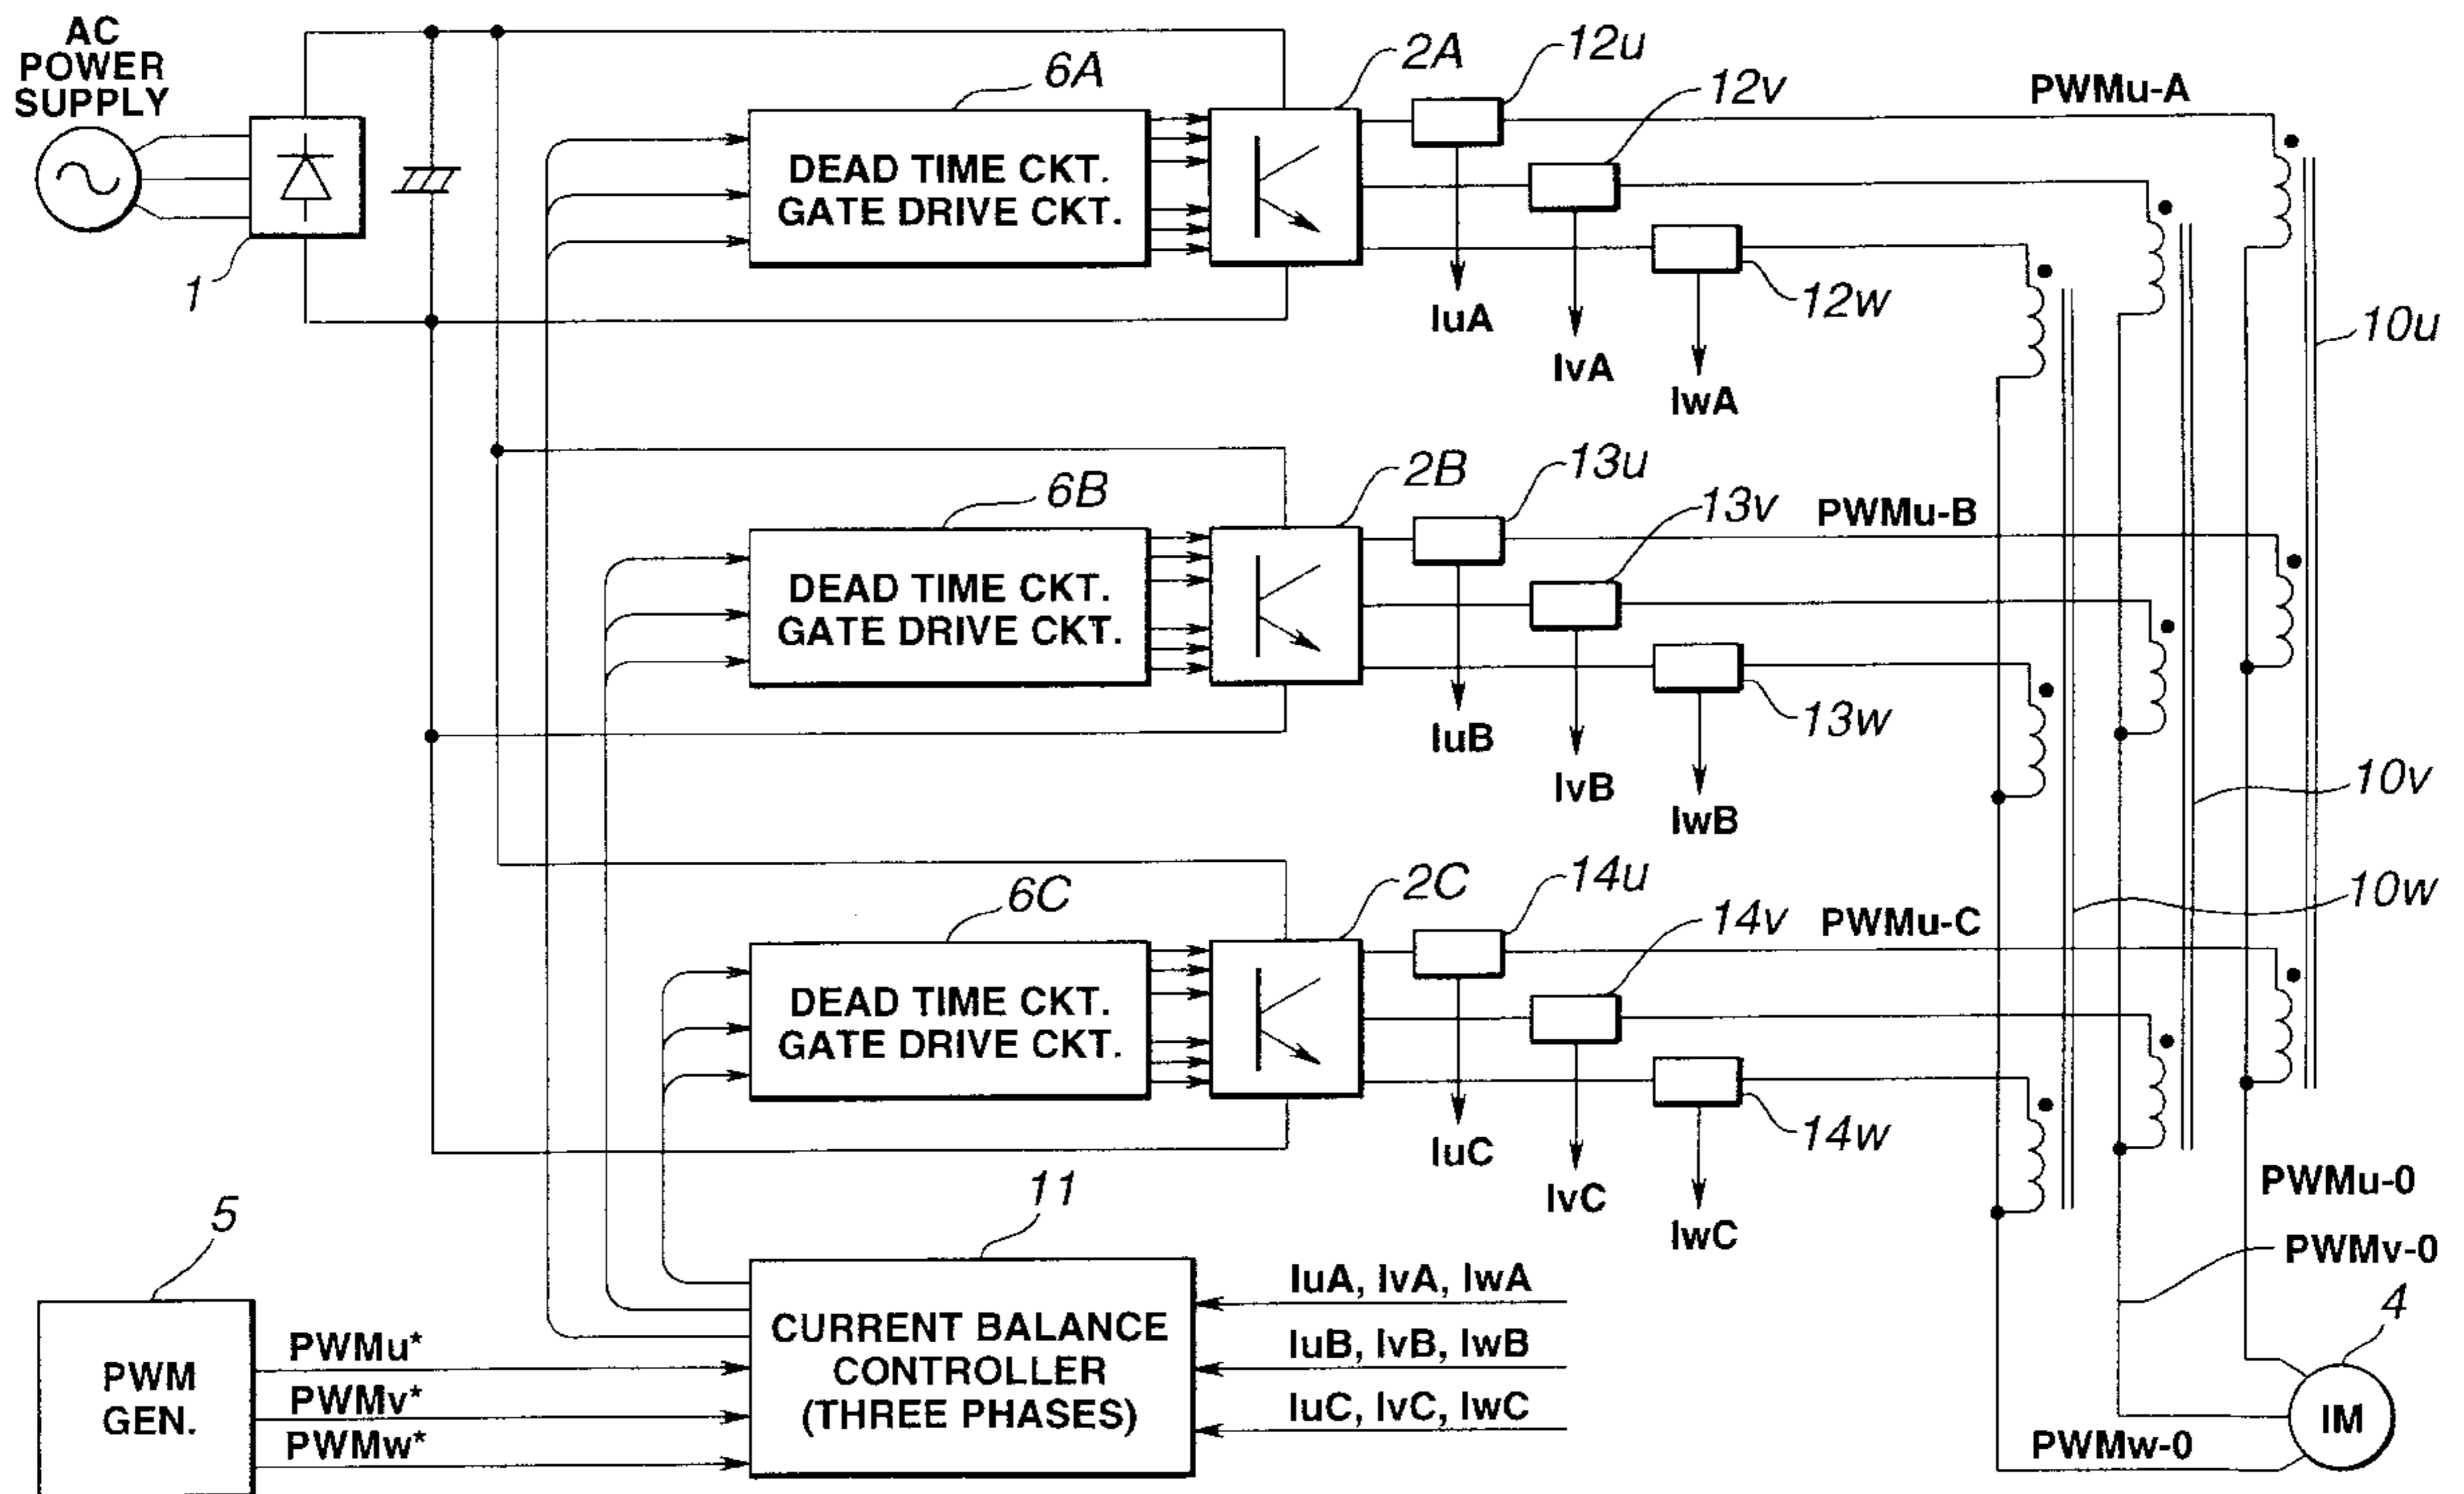 AC
POWER
SUPPLY
1
6A
DEAD TIME CKT.
GATE DRIVE CKT.
2A
12u
12v
12w
IuA
IvA
IwA
PWMu-A
10u
6B
DEAD TIME CKT.
GATE DRIVE CKT.
2B
13u
13v
13w
IuB
IvB
IwB
PWMu-B
10v
10w
6C
DEAD TIME CKT.
GATE DRIVE CKT.
2C
14u
14v
14w
IuC
IvC
IwC
PWMu-C
PWMu-0
PWMv-0
4
IM
PWMw-0
5
PWM
GEN.
PWMu*
PWMv*
PWMw*
11
CURRENT BALANCE
CONTROLLER
(THREE PHASES)
IuA, IvA, IwA
IuB, IvB, IwB
IuC, IvC, IwC